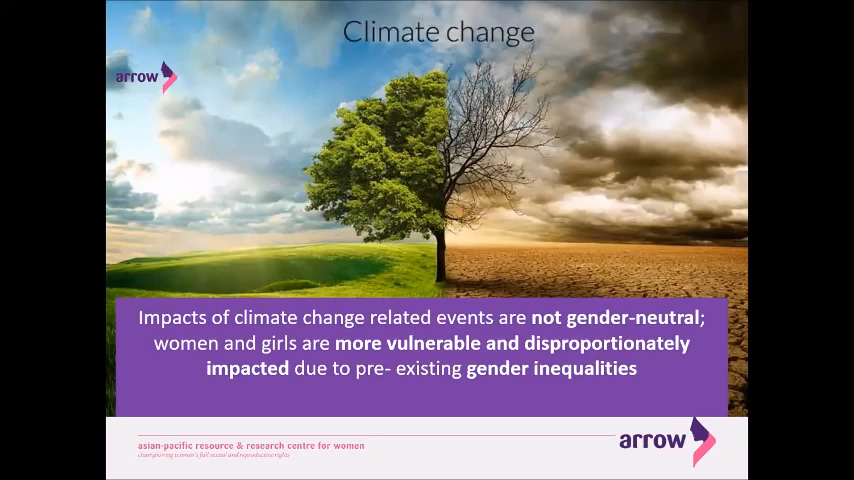 Climate change
arrow
Impacts of climate change related events are not gender-neutral;
women and girls are more vulnerable and disproportionately
impacted due to pre- existing gender inequalities
asian-pacific resource & research centre for women
championing women's full sexual and reproductive rights
arrow